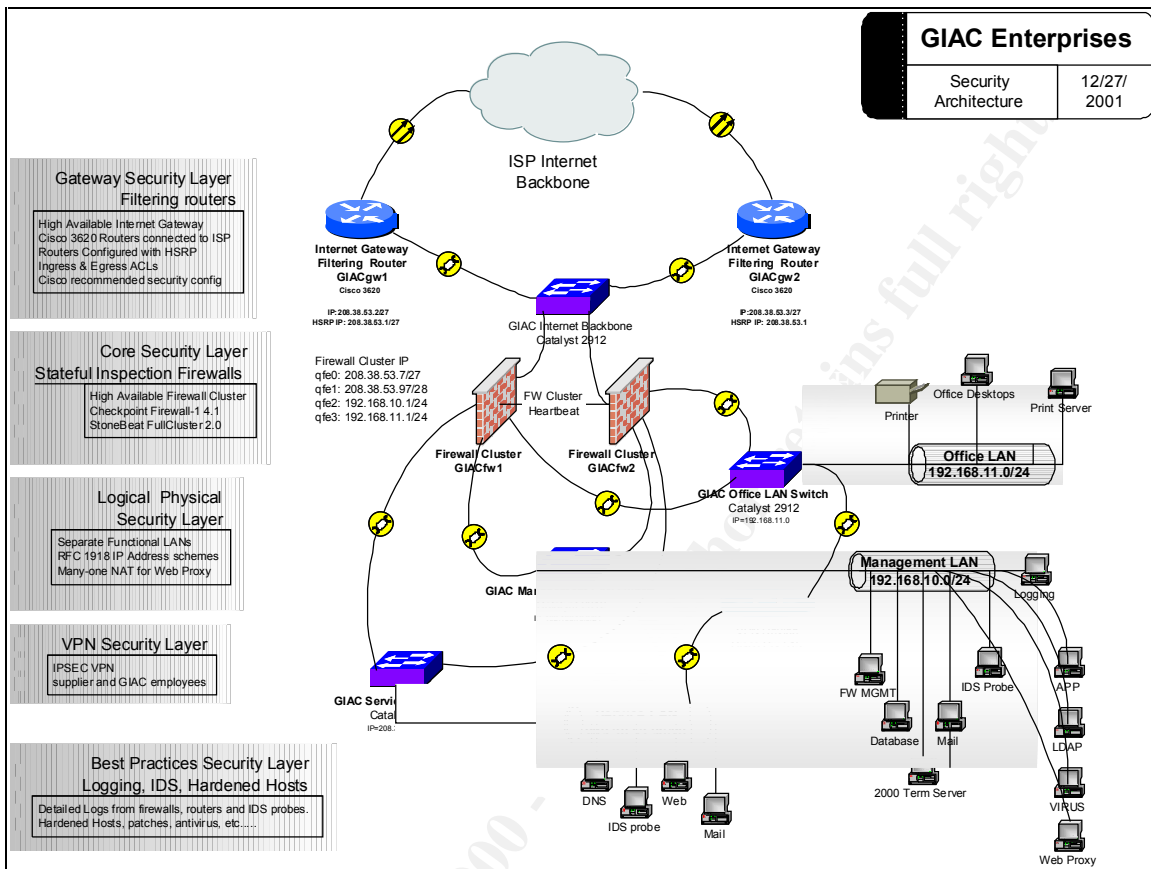 GIAC Enterprises
Security
Architecture
12/27/
2001
ISP Internet
Backbone
Gateway Security Layer
Filtering routers
High Available Internet Gateway
Cisco 3620 Routers connected to ISP
Routers Configured with HSRP
Ingress & Egress ACLs
Cisco recommended security config
Internet Gateway
Filtering Router
GIACgw1
Cisco 3620
IP:208.38.53.2/27
HSRP IP: 208.38.53.1/27
Internet Gateway
Filtering Router
GIACgw2
Cisco 3620
IP:208.38.53.3/27
HSRP IP: 208.38.53.1
GIAC Internet Backbone
Catalyst 2912
Core Security Layer
Stateful Inspection Firewalls
High Available Firewall Cluster
Checkpoint Firewall-1 4.1
StoneBeat FullCluster 2.0
Firewall Cluster IP
qfe0: 208.38.53.7/27
qfe1: 208.38.53.97/28
qfe2: 192.168.10.1/24
qfe3: 192.168.11.1/24
FW Cluster
Heartbeat
Firewall Cluster
GIACfw1
Firewall Cluster
GIACfw2
Printer
Office Desktops
Print Server
Office LAN
192.168.11.0/24
GIAC Office LAN Switch
Catalyst 2912
IP=192.168.11.0
Logical Physical
Security Layer
Separate Functional LANs
RFC 1918 IP Address schemes
Many-one NAT for Web Proxy
GIAC Mar
Management LAN
192.168.10.0/24
Logging
VPN Security Layer
IPSEC VPN
supplier and GIAC employees
GIAC Servi
Catal
IP=208.
FW MGMT
IDS Probe
APP
Database
Mail
LDAP
2000 Term Server
VIRUS
Web Proxy
Best Practices Security Layer
Logging, IDS, Hardened Hosts
Detailed Logs from firewalls, routers and IDS probes.
Hardened Hosts, patches, antivirus, etc.....
DNS
IDS probe
Web
Mail
000 -
ho
tains full right